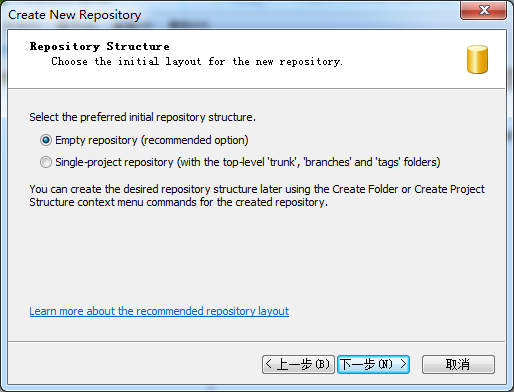 Create New Repository
Repository Structure
Choose the initial layout for the new repository.
Select the preferred initial repository structure.
Empty repository (recommended option)
Single-project repository (with the top-level 'trunk', 'branches' and 'tags' folders)
You can create the desired repository structure later using the Create Folder or Create Project
Structure context menu commands for the created repository.
Learn more about the recommended repository layout
< 上一步(B) 下一步(N) > 取消